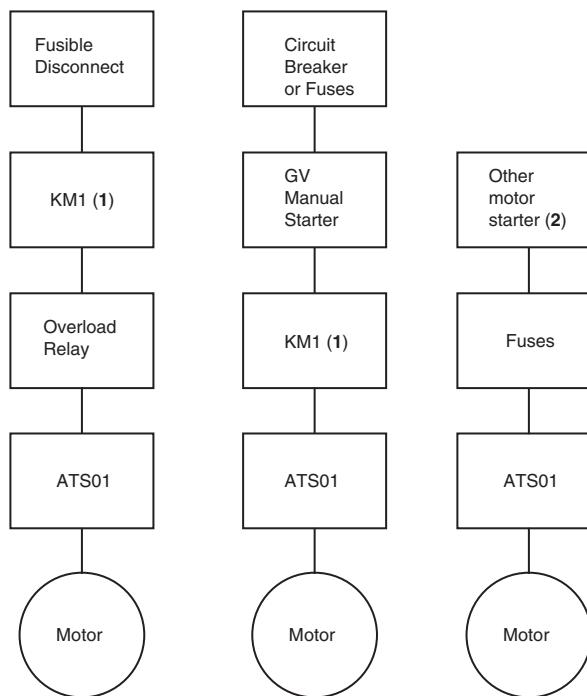 Fusible
Disconnect
KM1 (1)
Overload
Relay
ATS01
Motor
Circuit
Breaker
or Fuses
GV
Manual
Starter
KM1 (1)
ATS01
Motor
Other
motor
starter (2)
Fuses
ATS01
Motor